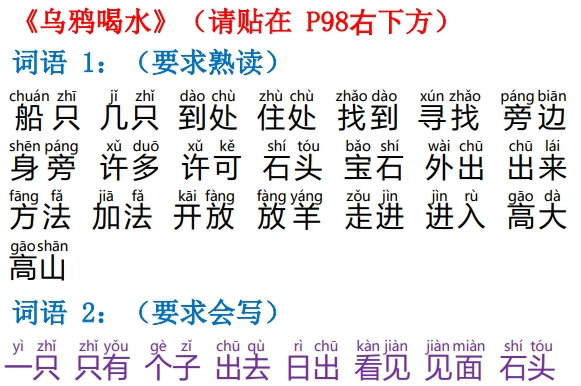 《乌鸦喝水》（请贴在 P98右下方）
词语 1：（要求熟读）
chuán zhī jǐ zhǐ dào chù zhù chù zhǎo dào xún zhǎo páng biān
船只 几只 到处 住处 找到 寻找 旁边
shēn páng xǔ duō xǔ kě shí tóu bǎo shí wài chū chū lái
身旁 许多 许可 石头 宝石 外出 出来
fāng fǎ jiā fǎ kāi fàng fàng yáng zǒu jìn jìn rù gāo dà
方法 加法 开放 放羊 走进 进入 高大
gāo shān
高山
词语 2：（要求会写）
yì zhǐ zhǐ yǒu gè zǐ chū qù rì chū kàn jiàn jiàn miàn shí tóu
一只 只有 个子 出去 日出 看见 见面 石头